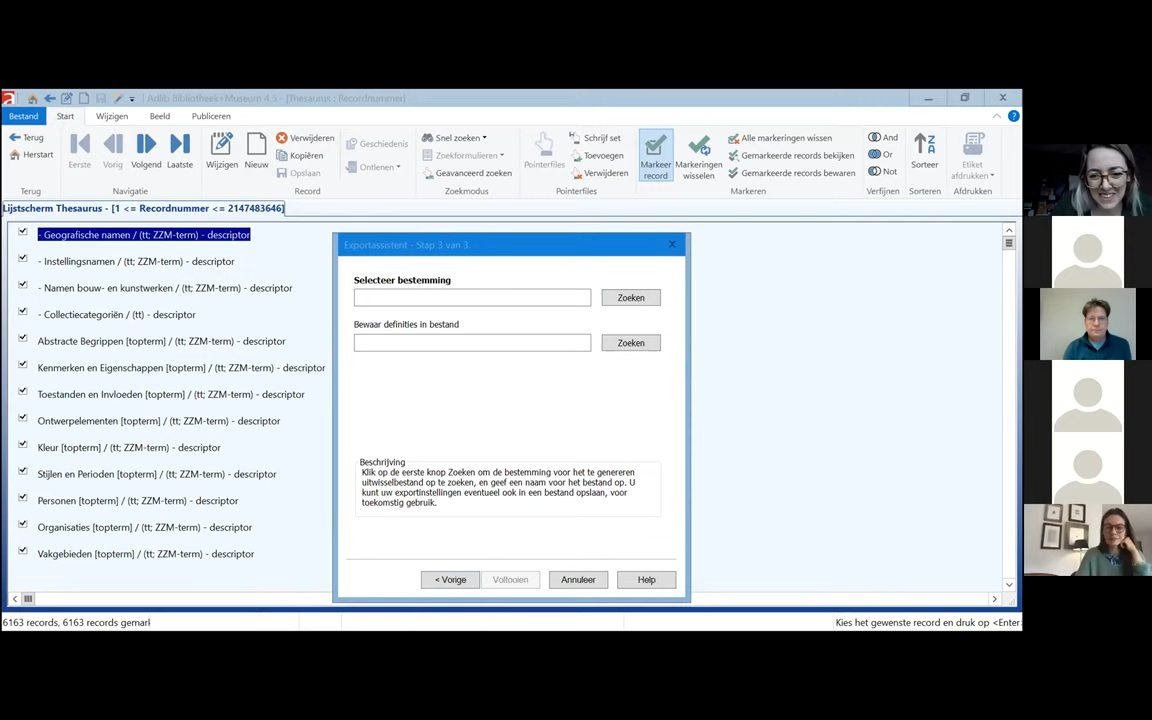 Adlib Bibliotheek+Museum 4.5 - [Thesaurus : Recordnummer]
Bestand Start Wijzigen Beeld Publiceren
Terug
Herstart
Eerste Vorig Volgend Laatste
Wijzigen Nieuw
Verwijderen
Kopiëren
Opslaan
Geschiedenis
Ontlenen
Snel zoeken
Zoekformulieren
Geavanceerd zoeken
Pointerfiles
Schrijf set
Toevoegen
Verwijderen
Markeer record
Markeringen wisselen
Alle markeringen wissen
Gemarkeerde records bekijken
Gemarkeerde records bewaren
And
Or
Not
Sorteer
Etiket afdrukken
Terug Navigatie Record Zoekmodus Pointerfiles Markeren Verfijnen Sorteren Afdrukken
Lijstscherm Thesaurus - [1 <= Recordnummer <= 2147483646]
- Geografische namen / (tt; ZZM-term) - descriptor
- Instellingsnamen / (tt; ZZM-term) - descriptor
- Namen bouw- en kunstwerken / (tt; ZZM-term) - descriptor
- Collectiecategoriën / (tt) - descriptor
Abstracte Begrippen [topterm] / (tt; ZZM-term) - descriptor
Kenmerken en Eigenschappen [topterm] / (tt; ZZM-term) - descriptor
Toestanden en Invloeden [topterm] / (tt; ZZM-term) - descriptor
Ontwerpelementen [topterm] / (tt; ZZM-term) - descriptor
Kleur [topterm] / (tt; ZZM-term) - descriptor
Stijlen en Perioden [topterm] / (tt; ZZM-term) - descriptor
Personen [topterm] / (tt; ZZM-term) - descriptor
Organisaties [topterm] / (tt; ZZM-term) - descriptor
Vakgebieden [topterm] / (tt; ZZM-term) - descriptor
Exportassistent - Stap 3 van 3.
Selecteer bestemming
Zoeken
Bewaar definities in bestand
Zoeken
Beschrijving
Klik op de eerste knop Zoeken om de bestemming voor het te genereren
uitwisselbestand op te zoeken, en geef een naam voor het bestand op. U
kunt uw exportinstellingen eventueel ook in een bestand opslaan, voor
toekomstig gebruik.
< Vorige Voltooien Annuleer Help
6163 records, 6163 records gemark
Kies het gewenste record en druk op <Enter